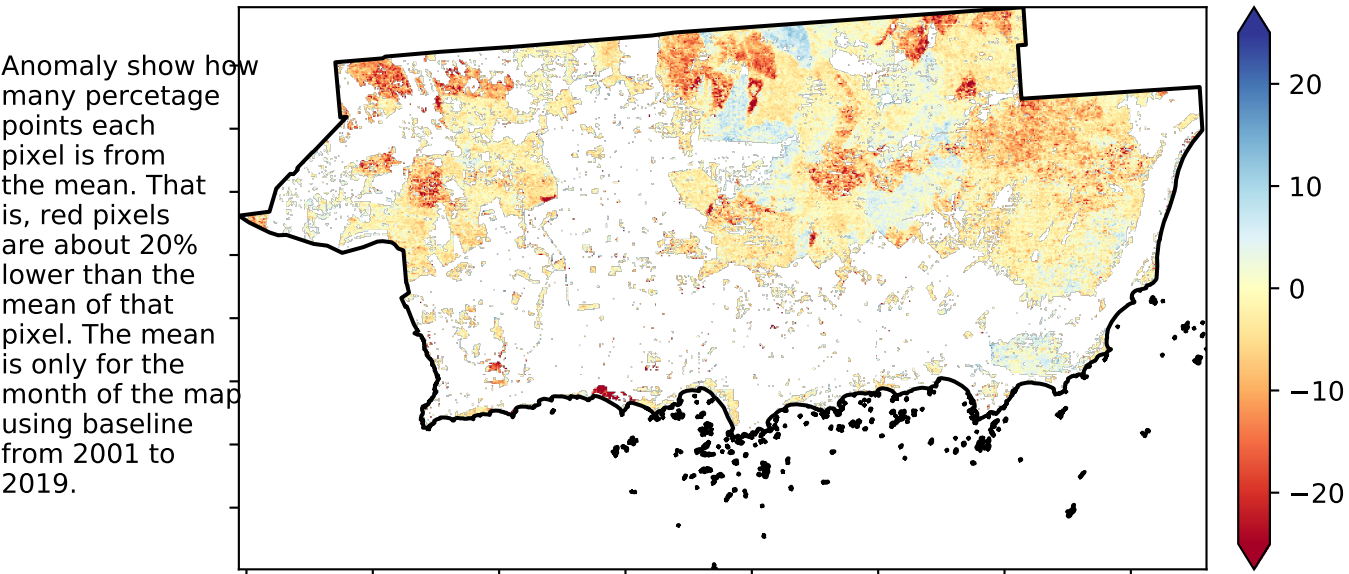 Anomaly show how
many percetage
points each
pixel is from
the mean. That
is, red pixels
are about 20%
lower than the
mean of that
pixel. The mean
is only for the
month of the map
using baseline
from 2001 to
2019.
20
10
0
−10
−20